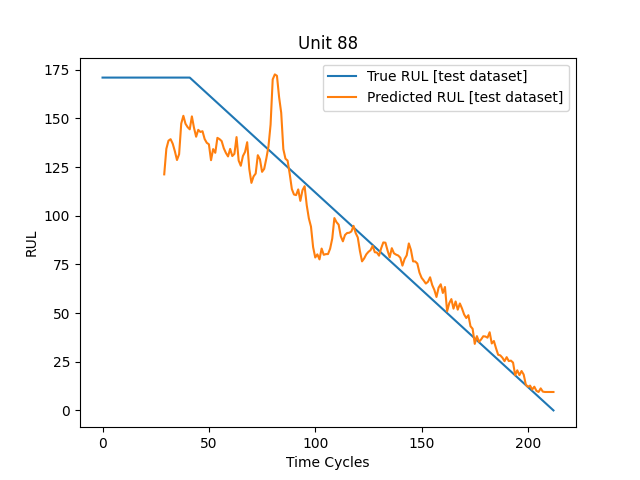 Unit 88
True RUL [test dataset]
Predicted RUL [test dataset]
RUL
175
150
125
100
75
50
25
0
0 50 100 150 200
Time Cycles